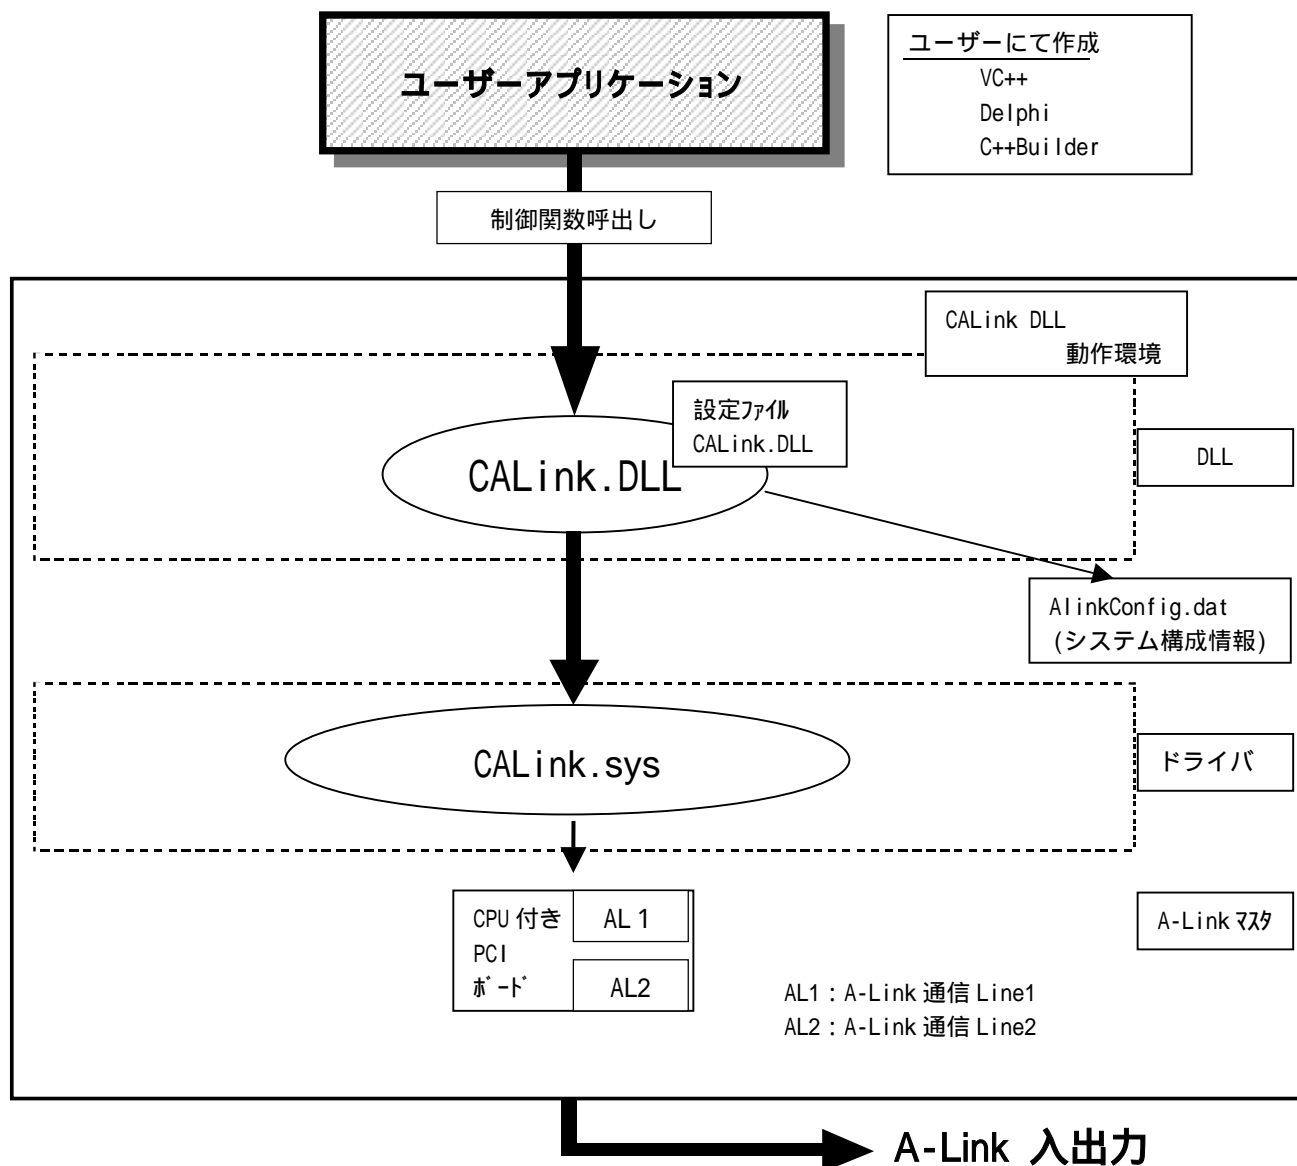 ユーザーアプリケーション
ユーザーにて作成
VC++
Delphi
C++Builder
制御関数呼出し
CALink DLL
動作環境
設定ﾌｧｲﾙ
CALink.DLL
CALink.DLL
DLL
AlinkConfig.dat
(システム構成情報)
CALink.sys
ドライバ
CPU 付き
PCI
ﾎﾞｰﾄﾞ
AL 1
AL2
A-Link ﾏｽﾀ
AL1：A-Link 通信 Line1
AL2：A-Link 通信 Line2
A-Link 入出力